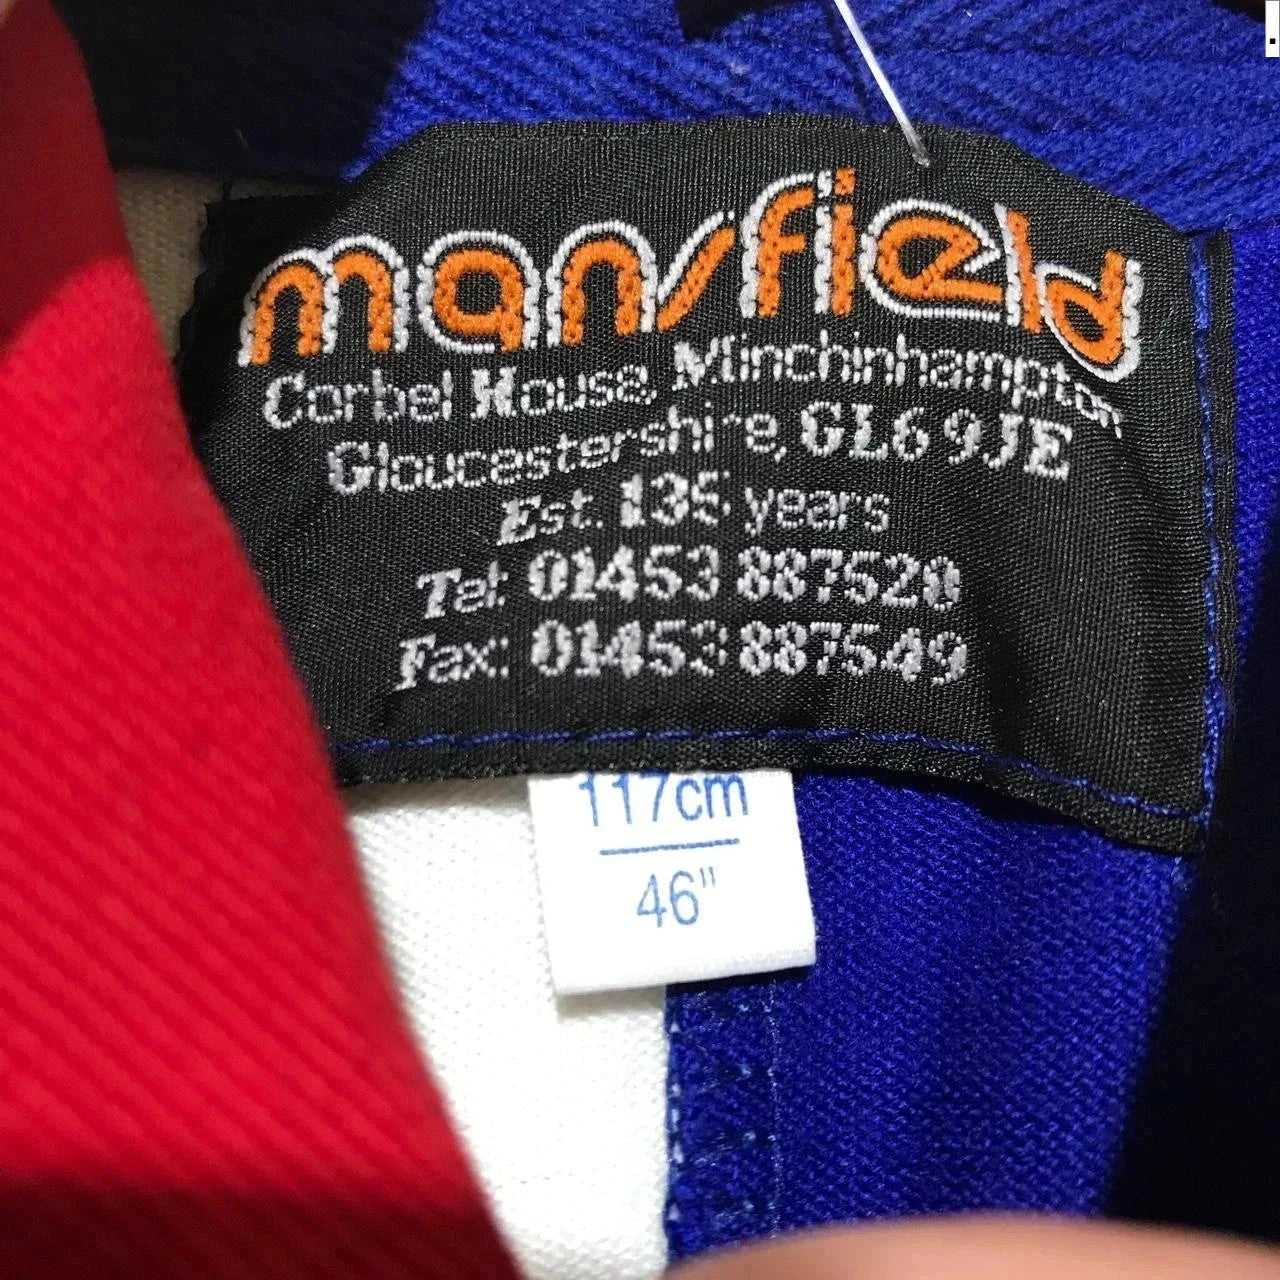 mansfield
Corbel House, Minchinhampton
Gloucestershire, GL6 9JE
Est. 135 years
Tel: 01453 887520
Fax: 01453 887549
117cm
46"